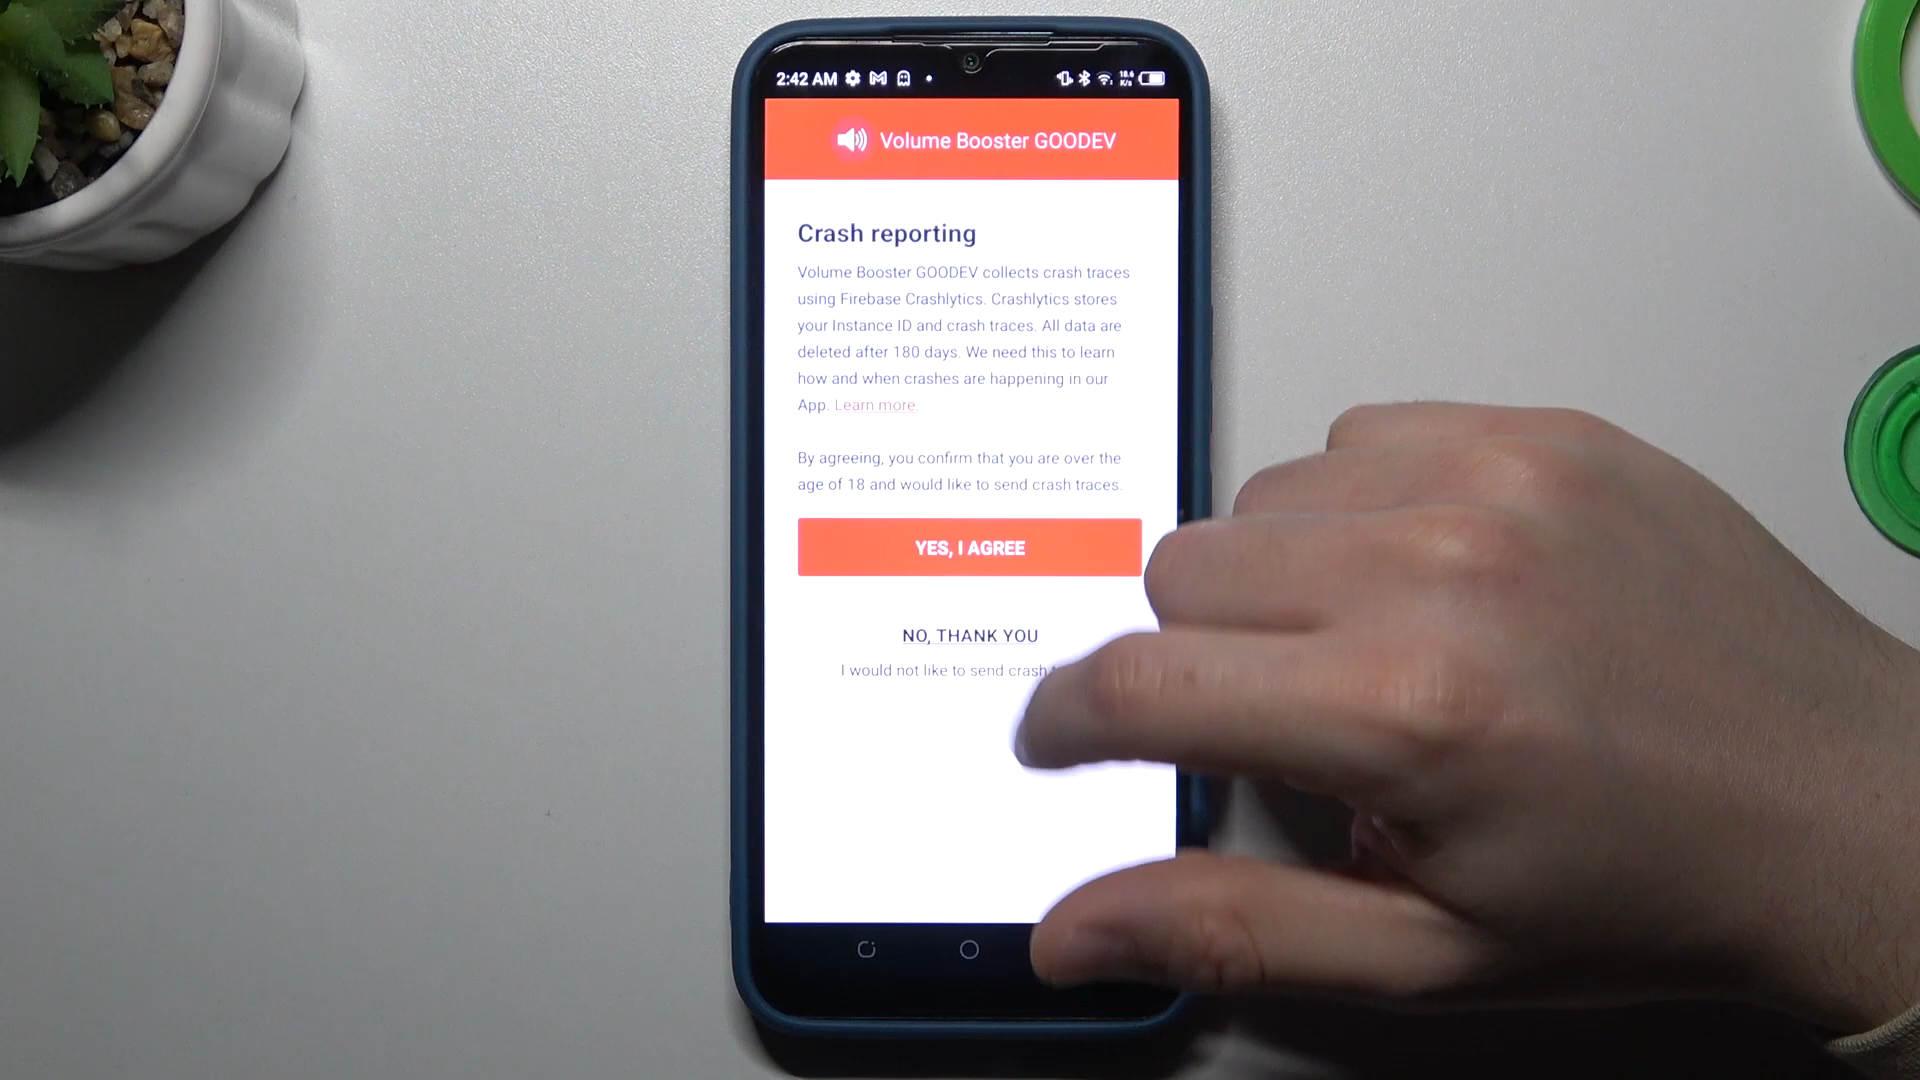 2:42 AM
18.6
K/s
Volume Booster GOODEV
Crash reporting
Volume Booster GOODEV collects crash traces
using Firebase Crashlytics. Crashlytics stores
your Instance ID and crash traces. All data are
deleted after 180 days. We need this to learn
how and when crashes are happening in our
App. Learn more.
By agreeing, you confirm that you are over the
age of 18 and would like to send crash traces.
YES, I AGREE
NO, THANK YOU
I would not like to send crash